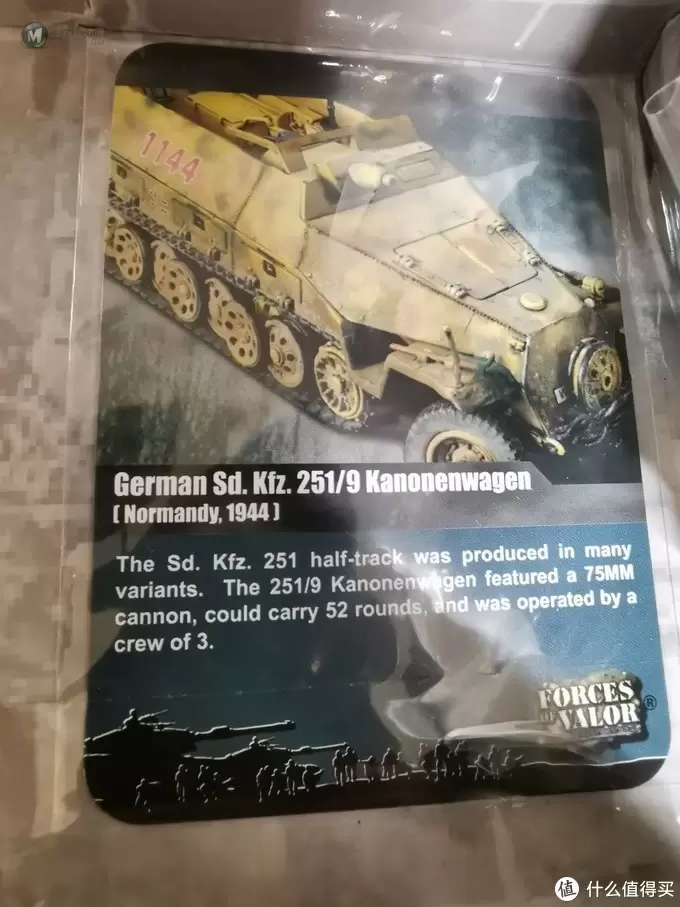 1144
German Sd. Kfz. 251/9 Kanonenwagen
[ Normandy, 1944 ]
The Sd. Kfz. 251 half-track was produced in many
variants. The 251/9 Kanonenwagen featured a 75MM
cannon, could carry 52 rounds, and was operated by a
crew of 3.
FORCES
OF VALOR®
值 什么值得买